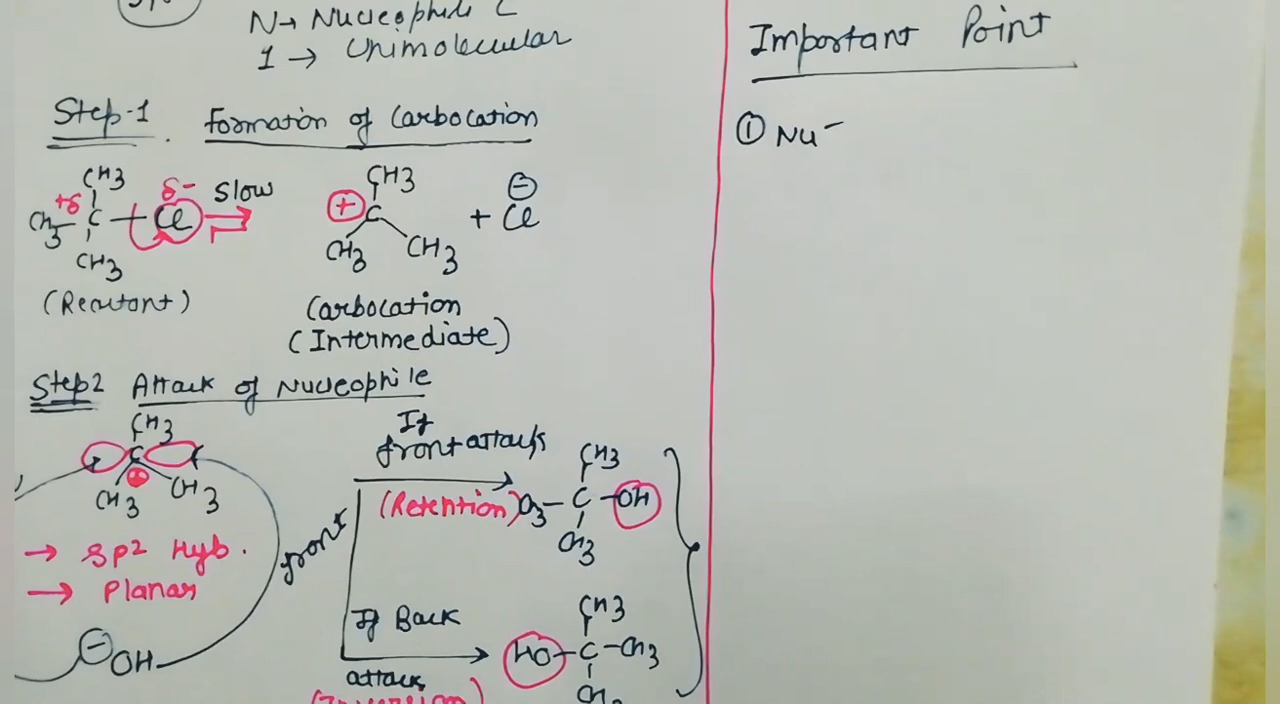 N→ Nucleophile
1 → Unimolecular
Step-1. Formation of Carbocation
CH3 CH3
+δ δ- Slow ⊕ ⊖
CH3-C-Cl C + Cl
CH3 CH3 CH3
(Reactant) Carbocation
(Intermediate)
Step2 Attack of Nucleophile
CH3
C
⊕
CH3 CH3
→ SP2 Hyb.
→ Planar
⊖OH
front
If
front attack
(Retention)
CH3
C-OH
CH3
If Back
attack
(Inversion)
CH3
HO-C-CH3
Important Point
① Nu-